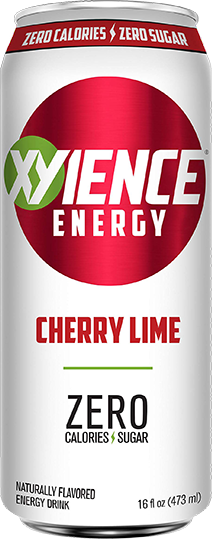 ZERO CALORIES ZERO SUGAR
XYIENCE®
ENERGY
CHERRY LIME
ZERO
CALORIES SUGAR
NATURALLY FLAVORED
ENERGY DRINK
16 fl oz (473 ml)